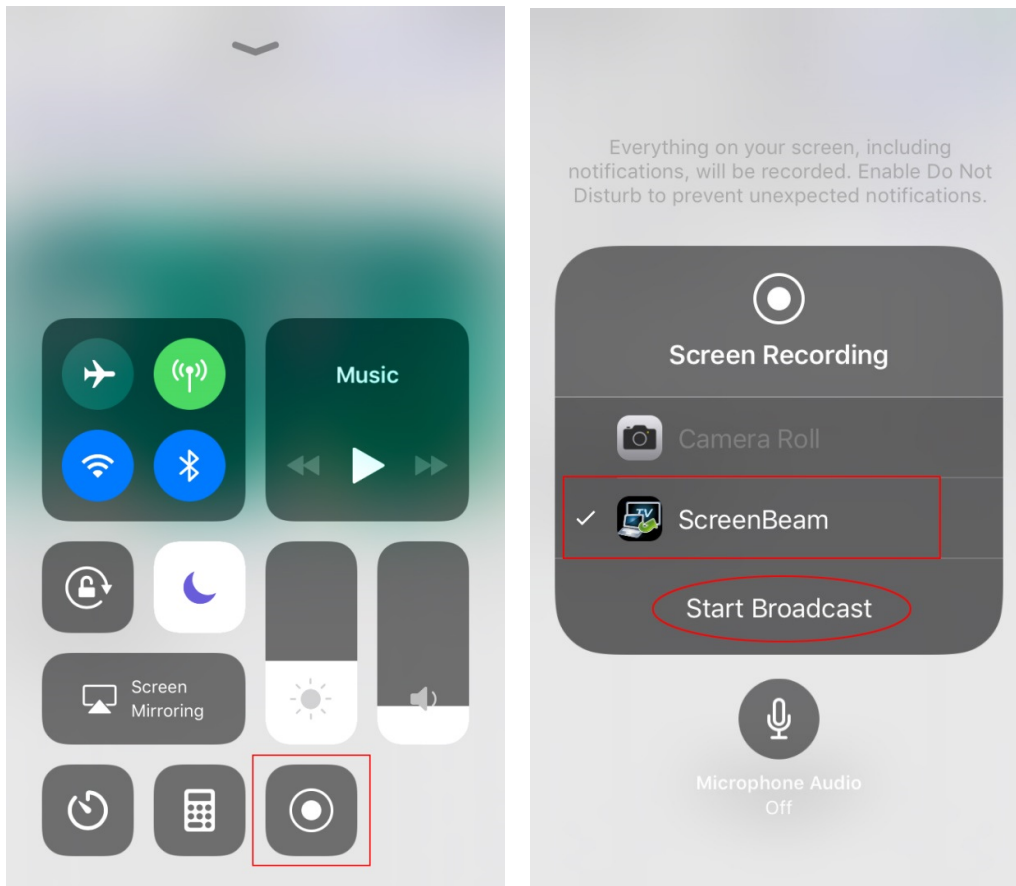 Music
Screen
Mirroring
Everything on your screen, including
notifications, will be recorded. Enable Do Not
Disturb to prevent unexpected notifications.
Screen Recording
Camera Roll
TV
ScreenBeam
Start Broadcast
Microphone Audio
Off